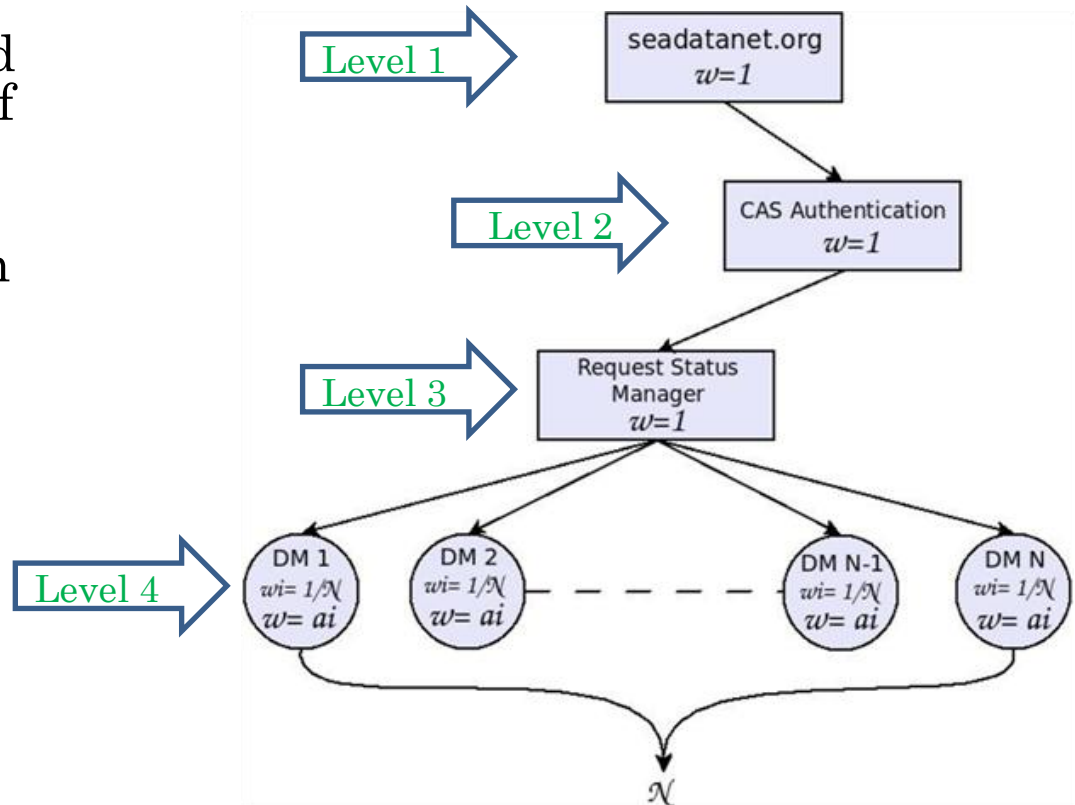 Level 1
seadatanet.org
w=1
Level 2
CAS Authentication
w=1
Level 3
Request Status
Manager
w=1
Level 4
DM 1
wi= 1/N
w= ai
DM 2
wi= 1/N
w= ai
DM N-1
wi= 1/N
w= ai
DM N
wi= 1/N
w= ai
N